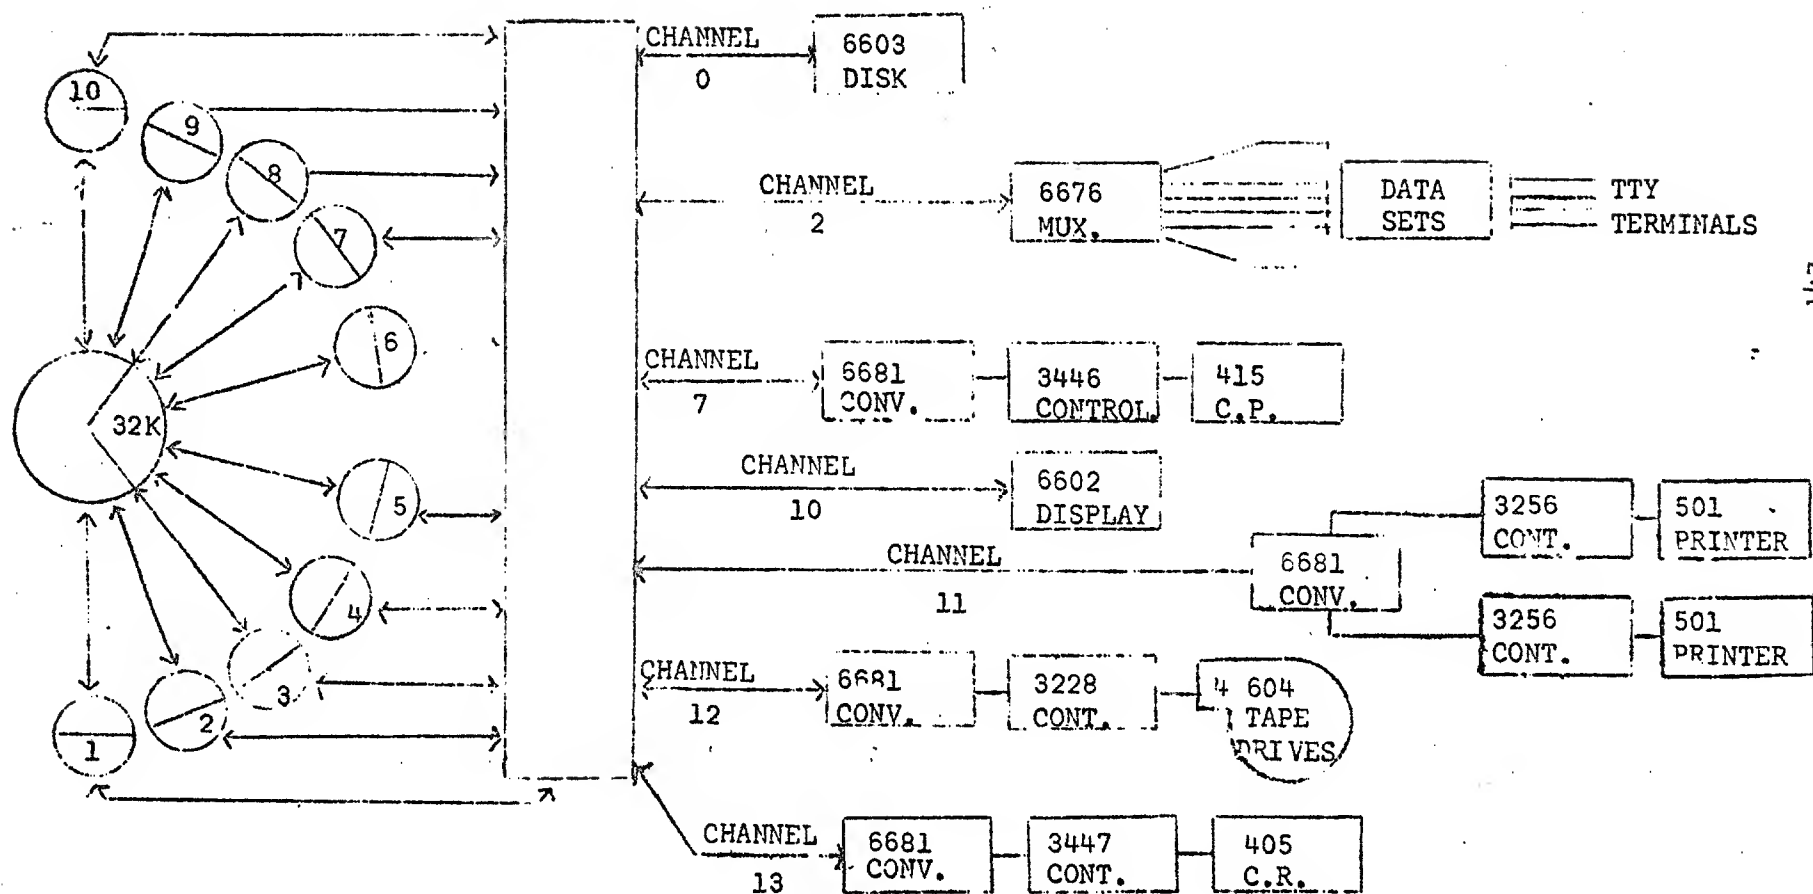 10
9
8
7
6
32K
5
4
3
2
1
CHANNEL
0
6603
DISK
CHANNEL
2
6676
MUX.
DATA
SETS
TTY
TERMINALS
CHANNEL
7
6681
CONV.
3446
CONTROL
415
C.P.
CHANNEL
10
6602
DISPLAY
CHANNEL
11
6681
CONV.
3256
CONT.
501
PRINTER
3256
CONT.
501
PRINTER
CHANNEL
12
6681
CONV.
3228
CONT.
4 604
TAPE
DRIVES
CHANNEL
13
6681
CONV.
3447
CONT.
405
C.R.